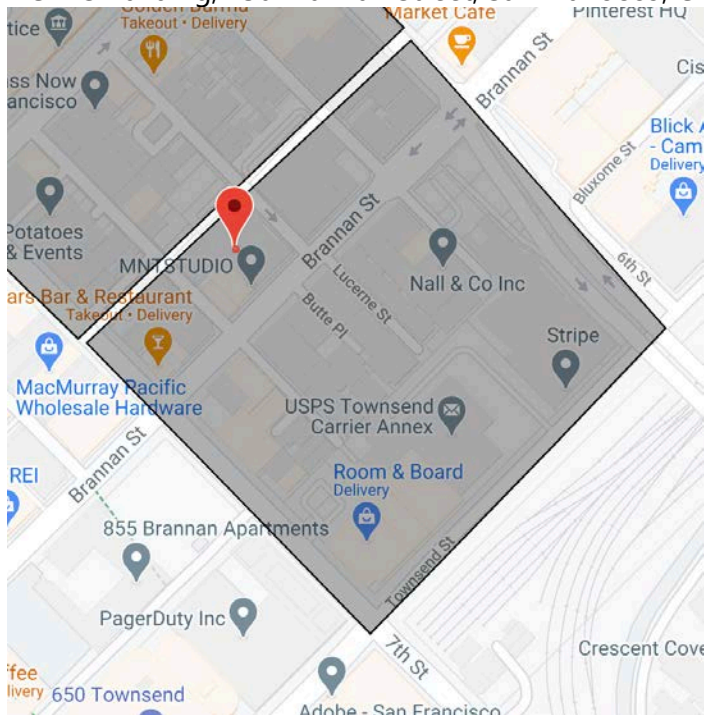 Takeout • Delivery
Market Cafe
Pinterest HQ
tice
Brannan St
Cis
ss Now
ancisco
Blick A
- Cam
Delivery
Bluxome St
Potatoes
& Events
Brannan St
6th St
MNTSTUDIO
Lucerne St
Nall & Co Inc
ars Bar & Restaurant
Takeout • Delivery
Butte Pl
Stripe
MacMurray Pacific
Wholesale Hardware
USPS Townsend
Carrier Annex
Brannan St
REI
Room & Board
Delivery
855 Brannan Apartments
Townsend St
PagerDuty Inc
7th St
Crescent Cove
ffee
livery
650 Townsend
Adobe - San Francisco